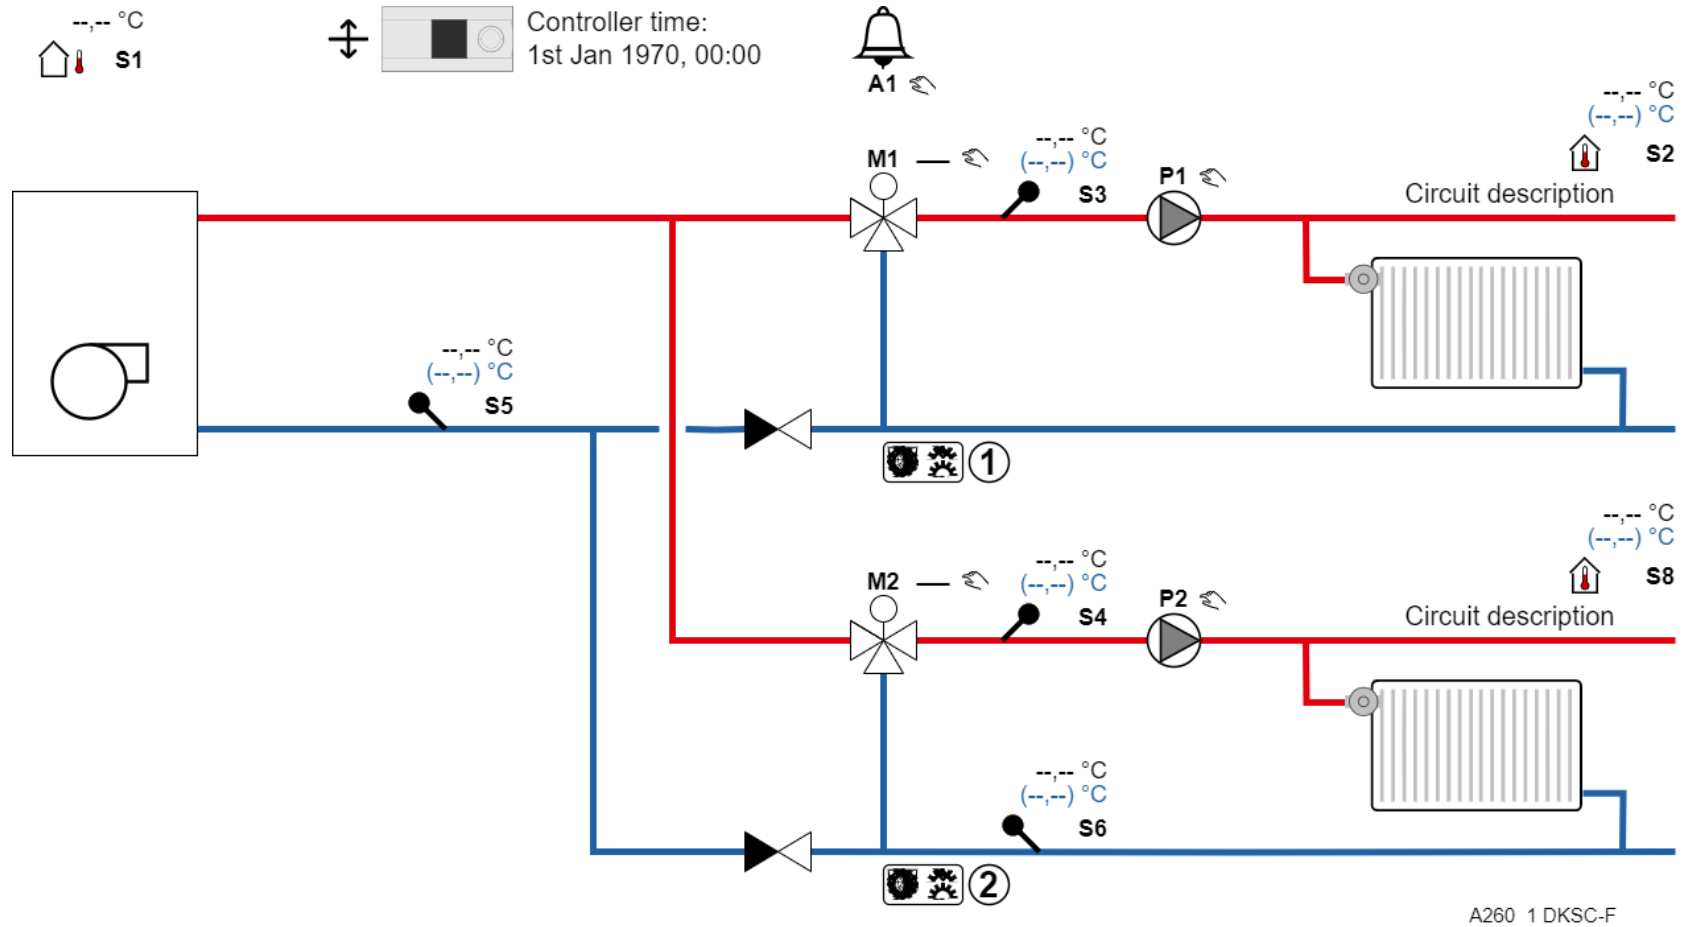 --,-- °C
S1
Controller time:
1st Jan 1970, 00:00
A1
--,-- °C
(--,--) °C
S2
Circuit description
M1
--,-- °C
(--,--) °C
S3
P1
--,-- °C
(--,--) °C
S5
1
--,-- °C
(--,--) °C
S8
Circuit description
M2
--,-- °C
(--,--) °C
S4
P2
--,-- °C
(--,--) °C
S6
2
A260 1 DKSC-F